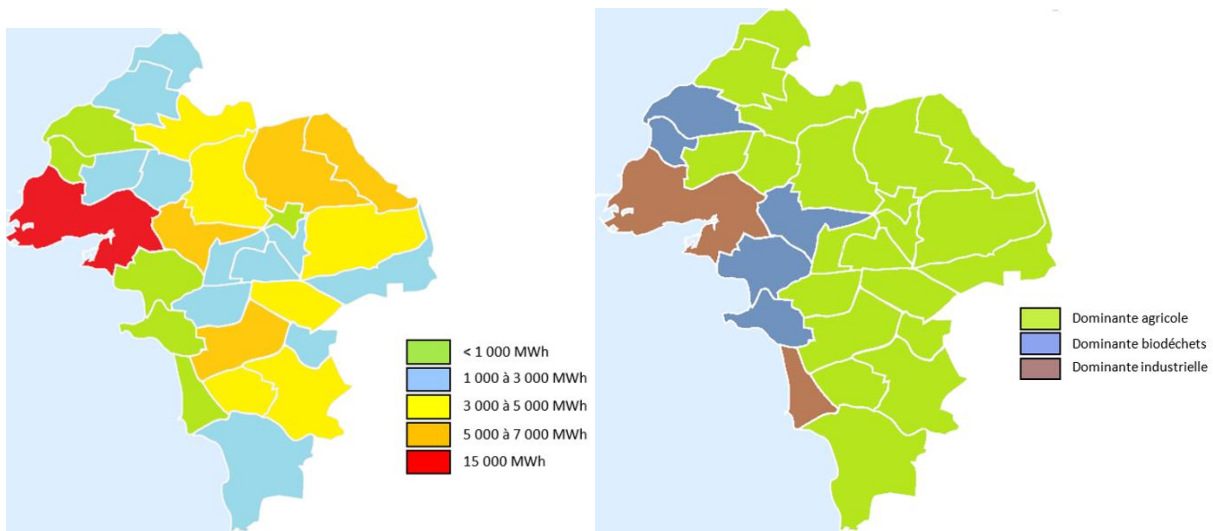 < 1 000 MWh
1 000 à 3 000 MWh
3 000 à 5 000 MWh
5 000 à 7 000 MWh
15 000 MWh
Dominante agricole
Dominante biodéchets
Dominante industrielle